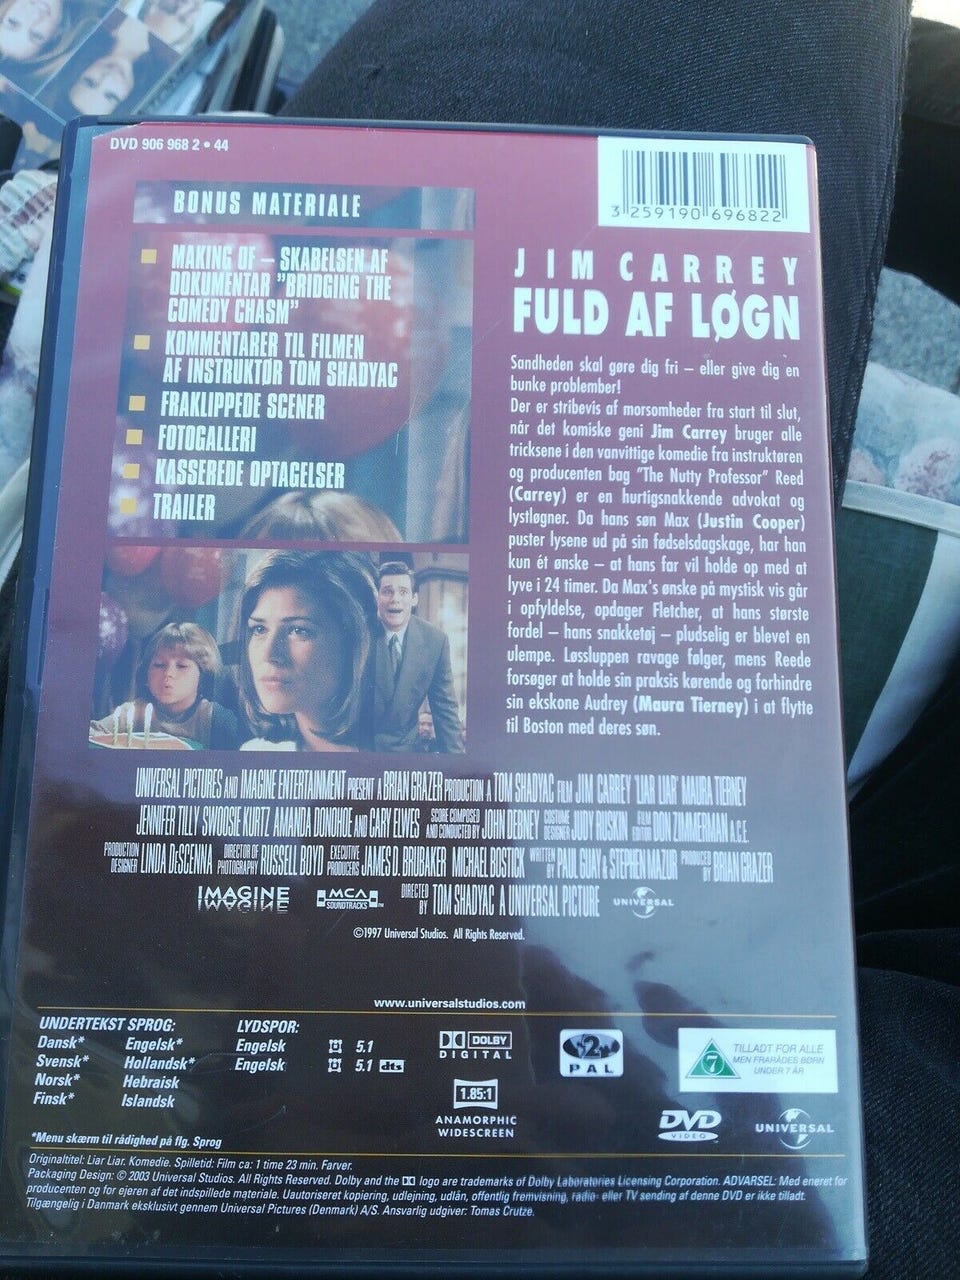 DVD 906 968 2 • 44
BONUS MATERIALE
MAKING OF – SKABELSEN AF
DOKUMENTAR "BRIDGING THE
COMEDY CHASM"
KOMMENTARER TIL FILMEN
AF INSTRUKTØR TOM SHADYAC
FRAKLIPPEDE SCENER
FOTOGALLERI
KASSEREDE OPTAGELSER
TRAILER
3 259190 696822
JIM CARREY
FULD AF LØGN
Sandheden skal gøre dig fri – eller give dig en
bunke problember!
Der er stribevis af morsomheder fra start til slut,
når det komiske geni Jim Carrey bruger alle
tricksene i den vanvittige komedie fra instruktøren
og producenten bag "The Nutty Professor" Reed
(Carrey) er en hurtigsnakkende advokat og
lystløgner. Da hans søn Max (Justin Cooper)
puster lysene ud på sin fødselsdagskage, har han
kun ét ønske – at hans far vil holde op med at
lyve i 24 timer. Da Max's ønske på mystisk vis går
i opfyldelse, opdager Fletcher, at hans største
fordel – hans snakketøj – pludselig er blevet en
ulempe. Løssluppen ravage følger, mens Reede
forsøger at holde sin praksis kørende og forhindre
sin ekskone Audrey (Maura Tierney) i at flytte
til Boston med deres søn.
UNIVERSAL PICTURES AND IMAGINE ENTERTAINMENT PRESENT A BRIAN GRAZER PRODUCTION A TOM SHADYAC FILM JIM CARREY 'LIAR LIAR' MAURA TIERNEY
JENNIFER TILLY SWOOSIE KURTZ AMANDA DONOHOE AND CARY ELWES SCORE COMPOSED AND CONDUCTED BY JOHN DEBNEY COSTUME DESIGNER JUDY RUSKIN FILM EDITOR DON ZIMMERMAN A.C.E.
PRODUCTION DESIGNER LINDA DeSCENNA DIRECTOR OF PHOTOGRAPHY RUSSELL BOYD EXECUTIVE PRODUCERS JAMES D. BRUBAKER MICHAEL BOSTICK WRITTEN BY PAUL GUAY & STEPHEN MAZUR PRODUCED BY BRIAN GRAZER
IMAGINE MCA SOUNDTRACKS DIRECTED BY TOM SHADYAC A UNIVERSAL PICTURE UNIVERSAL
©1997 Universal Studios. All Rights Reserved.
www.universalstudios.com
UNDERTEKST SPROG:
Dansk* Engelsk*
Svensk* Hollandsk*
Norsk* Hebraisk
Finsk* Islandsk
LYDSPOR:
Engelsk 5.1
Engelsk 5.1 dts
DOLBY
DIGITAL
1.85:1
ANAMORPHIC
WIDESCREEN
2
PAL
7
TILLADT FOR ALLE
MEN FRARÅDES BØRN
UNDER 7 ÅR
DVD
VIDEO
UNIVERSAL
*Menu skærm til rådighed på flg. Sprog
Originaltitel: Liar Liar. Komedie. Spilletid: Film ca: 1 time 23 min. Farver.
Packaging Design: © 2003 Universal Studios. All Rights Reserved. Dolby and the logo are trademarks of Dolby Laboratories Licensing Corporation. ADVARSEL: Med eneret for
producenten og for ejeren af det indspillede materiale. Uautoriseret kopiering, udlejning, udlån, offentlig fremvisning, radio- eller TV sending af denne DVD er ikke tilladt.
Tilgængelig i Danmark eksklusivt gennem Universal Pictures (Denmark) A/S. Ansvarlig udgiver: Tomas Crutze.